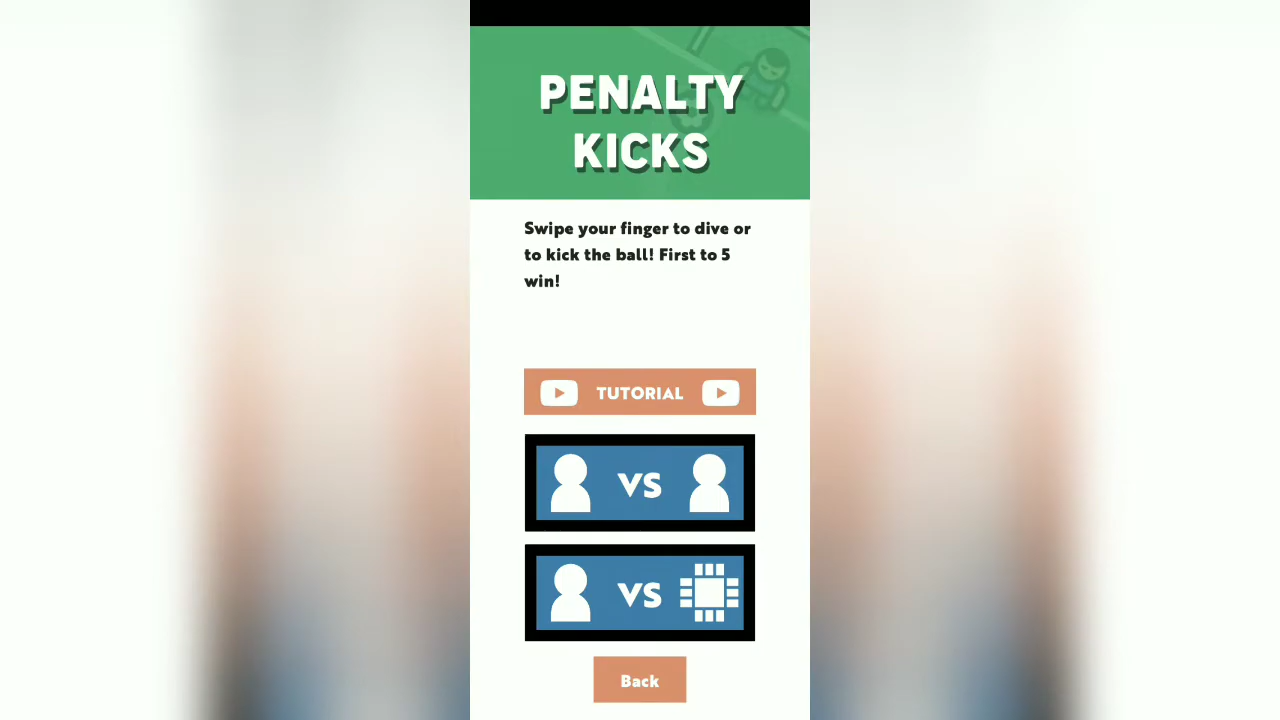 PENALTY
KICKS
Swipe your finger to dive or
to kick the ball! First to 5
win!
TUTORIAL
VS
VS
Back